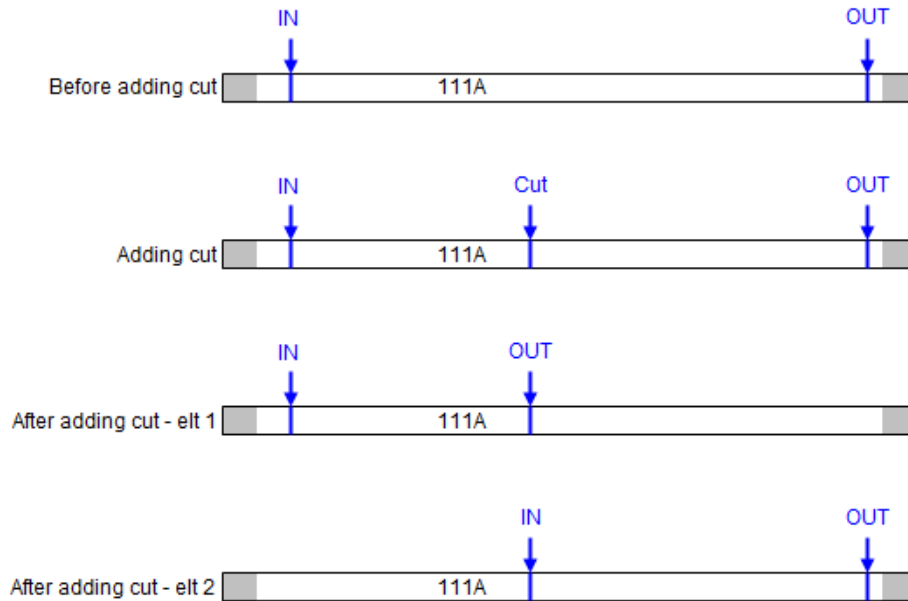 IN OUT
Before adding cut 111A
IN Cut OUT
Adding cut 111A
IN OUT
After adding cut - elt 1 111A
IN OUT
After adding cut - elt 2 111A